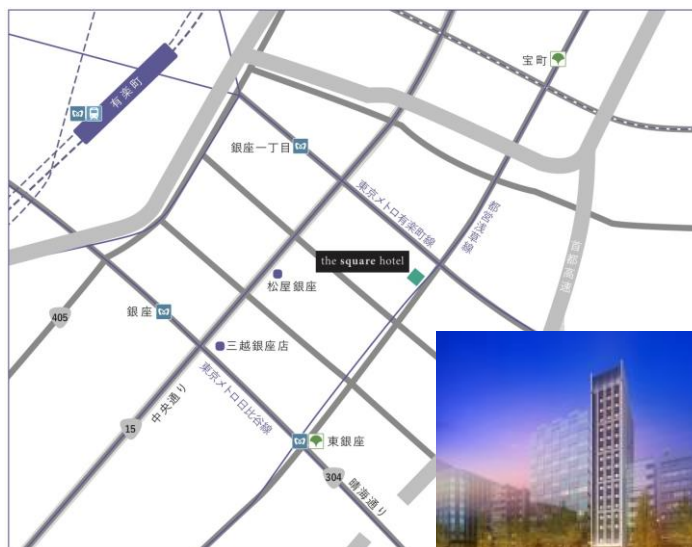 宝町
有楽町
銀座一丁目
東京メトロ有楽町線
都営浅草線
首都高速
the square hotel
松屋銀座
銀座
405
三越銀座店
東京メトロ日比谷線
中央通り
15
東銀座
304
晴海通り